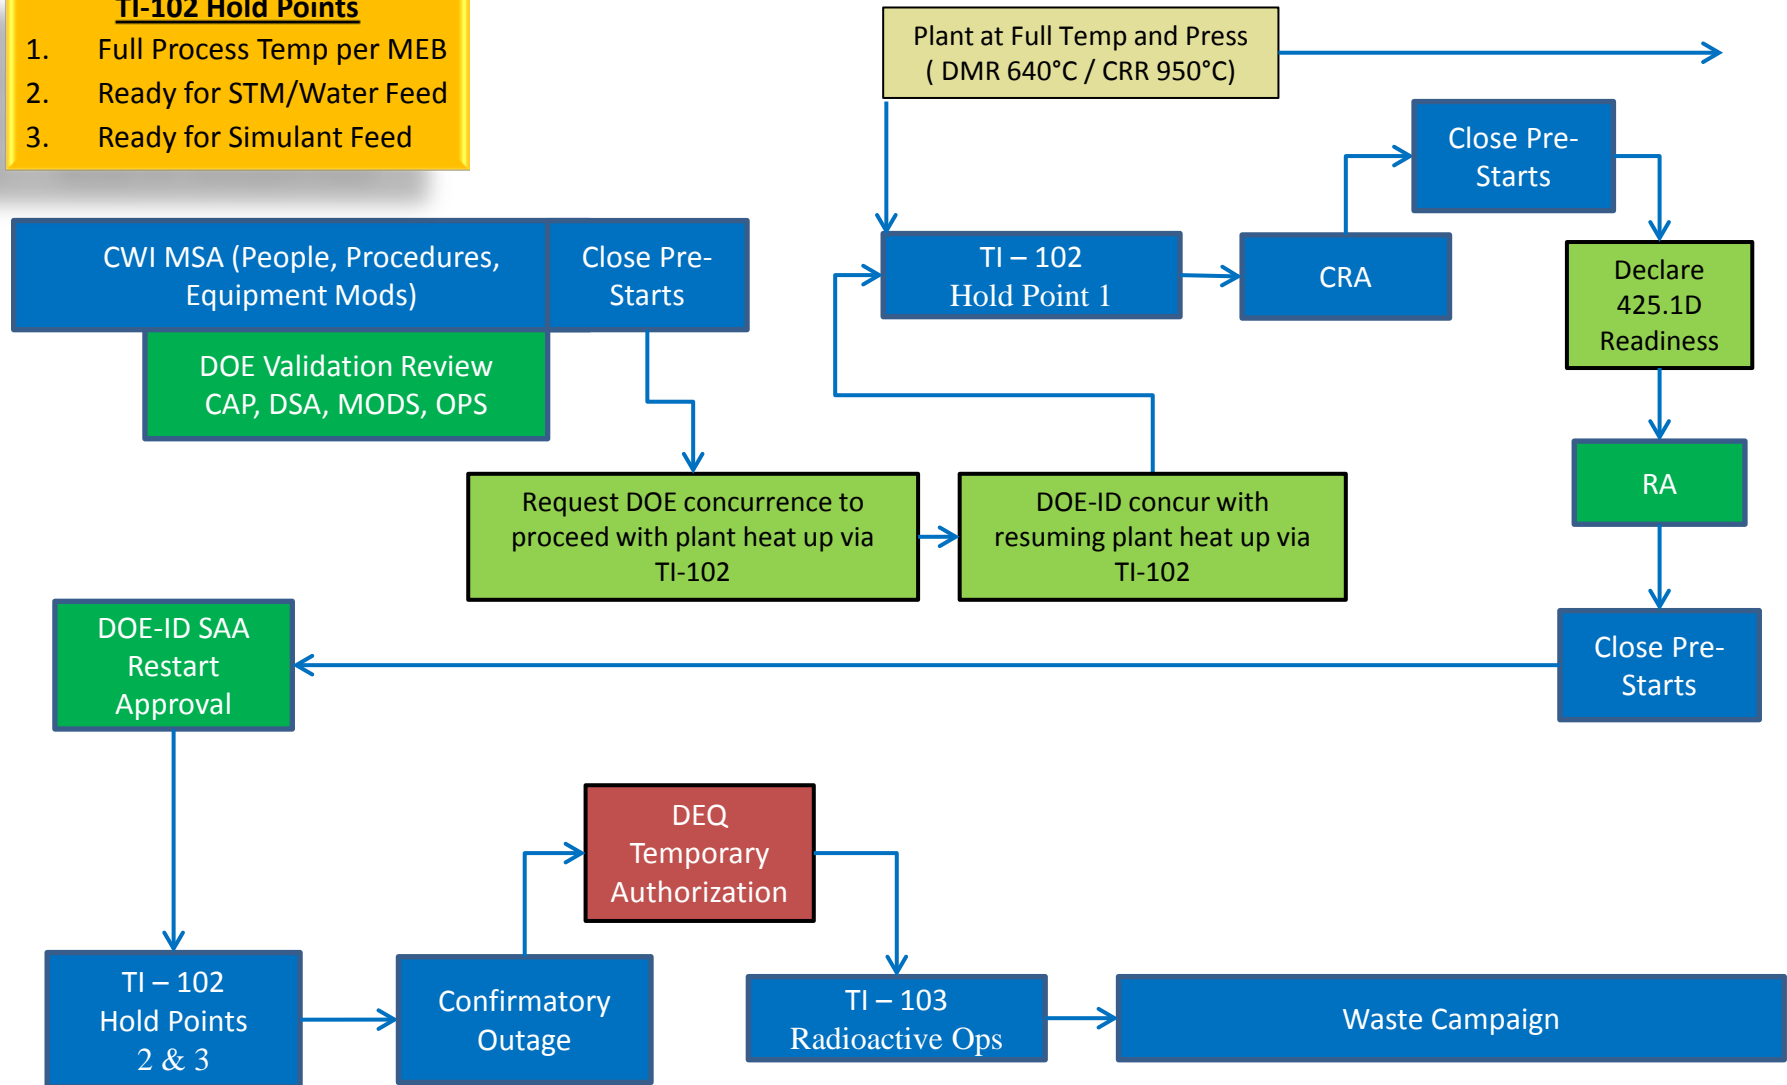 TI-102 Hold Points
1. Full Process Temp per MEB
2. Ready for STM/Water Feed
3. Ready for Simulant Feed
Plant at Full Temp and Press
( DMR 640°C / CRR 950°C)
CWI MSA (People, Procedures,
Equipment Mods)
Close Pre-
Starts
DOE Validation Review
CAP, DSA, MODS, OPS
Request DOE concurrence to
proceed with plant heat up via
TI-102
DOE-ID concur with
resuming plant heat up via
TI-102
TI – 102
Hold Point 1
CRA
Close Pre-
Starts
Declare
425.1D
Readiness
RA
Close Pre-
Starts
DOE-ID SAA
Restart
Approval
TI – 102
Hold Points
2 & 3
Confirmatory
Outage
DEQ
Temporary
Authorization
TI – 103
Radioactive Ops
Waste Campaign